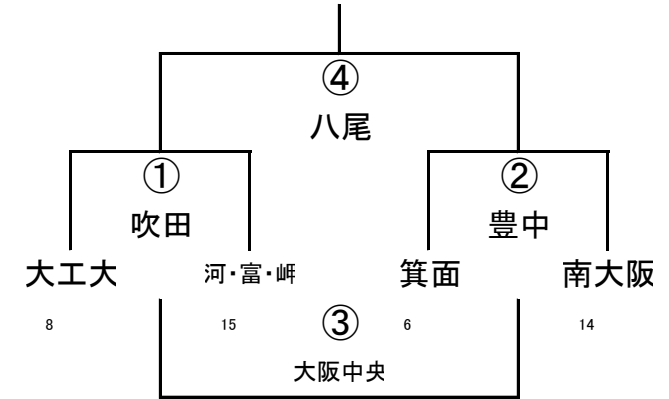 ④
八尾
① ②
吹田 豊中
大工大 河・富・岬 箕面 南大阪
8 15 ③ 6 14
大阪中央